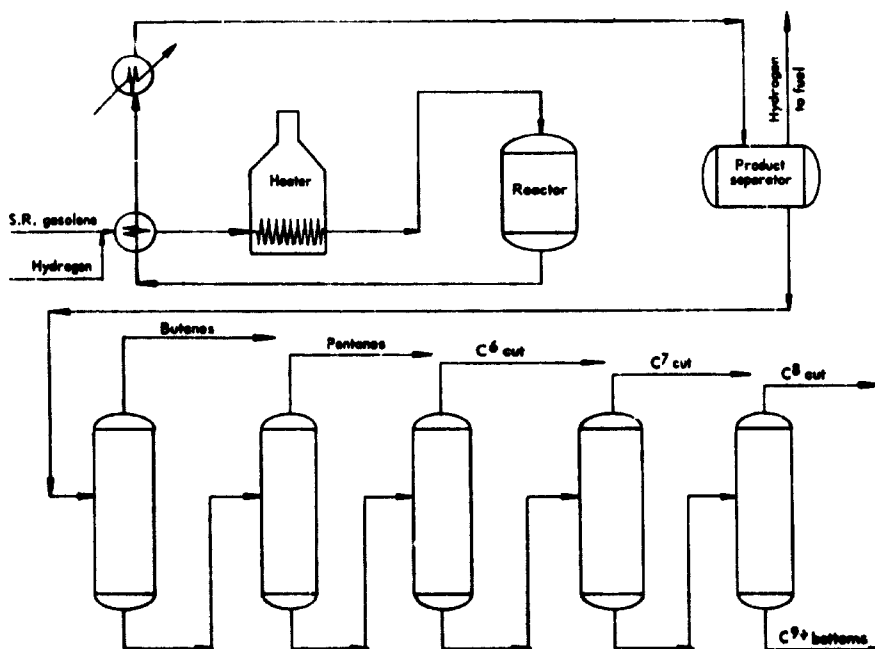 Hydrogen
to fuel
Heater
Reactor
Product
separator
S.R. gasolene
Hydrogen
Butanes
Pentanes
C6 cut
C7 cut
C8 cut
C9+ bottoms